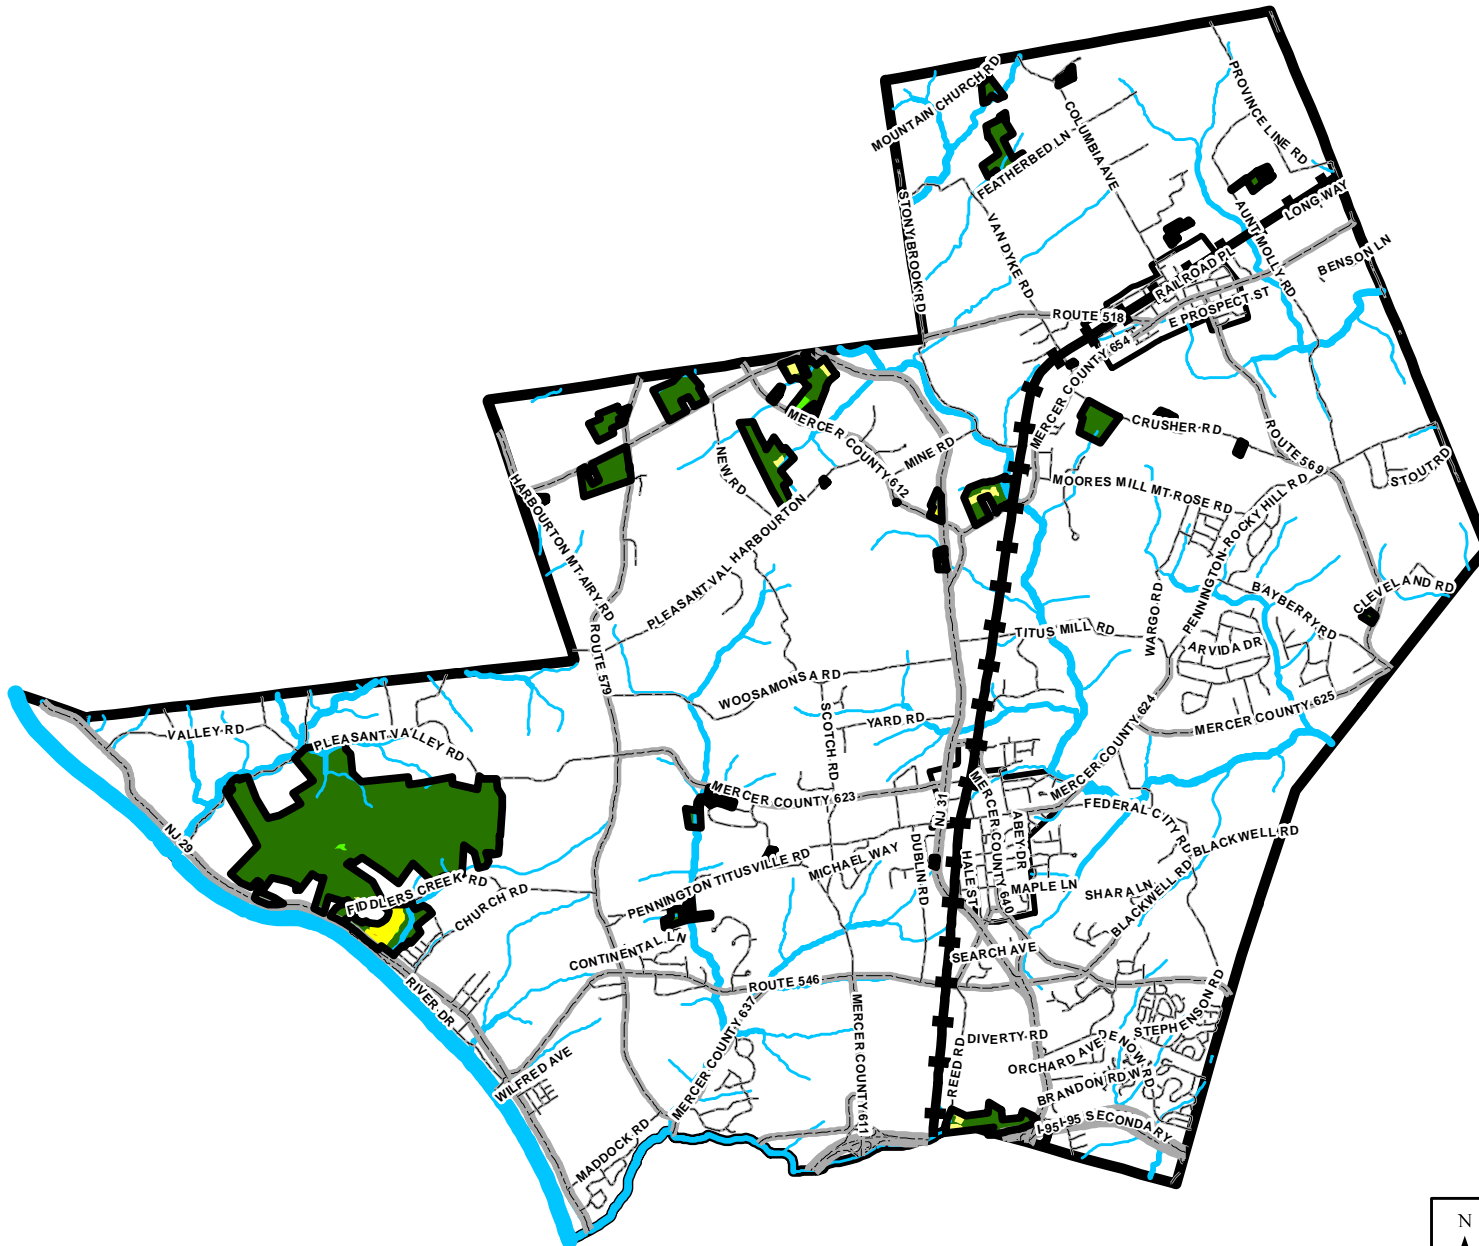 MOUNTAIN CHURCH RD
PROVINCE LINE RD
COLUMBIA AVE
FEATHERBED LN
STONYBROOK RD
VAN DYKE RD
AUNT MOLLY RD
LONG WAY
BENSON LN
RAILROAD PL
E PROSPECT ST
ROUTE 518
MERCER COUNTY 654
CRUSHER RD
ROUTE 569
STOUT RD
MERCER COUNTY 612
MINE RD
NEW RD
MOORES MILL MT ROSE RD
PENNINGTON-ROCKY HILL RD
HARBOURTON MT AIRY RD
PLEASANT VAL HARBOURTON
WARGO RD
BAYBERRY RD
CLEVELAND RD
TITUS MILL RD
ARVIDA DR
ROUTE 579
WOOSAMONSA RD
SCOTCH RD
YARD RD
MERCER COUNTY 624
MERCER COUNTY 625
VALLEY RD
PLEASANT VALLEY RD
MERCER COUNTY 623
NJ 31
MERCER COUNTY 640
ABEY DR
FEDERAL CITY RD
BLACKWELL RD
NJ 29
MICHAEL WAY
DUBLIN RD
HALE ST
MAPLE LN
SHARA LN
BLACKWELL RD
FIDDLERS CREEK RD
CHURCH RD
PENNINGTON TITUSVILLE RD
CONTINENTAL LN
SEARCH AVE
ROUTE 546
RIVER DR
MERCER COUNTY 637
MERCER COUNTY 611
REED RD
DIVERTY RD
DENOW RD
STEPHENSON RD
ORCHARD AVE
BRANDON RD W
WILFRED AVE
MADDOCK RD
I-95
I-95 SECONDARY
N